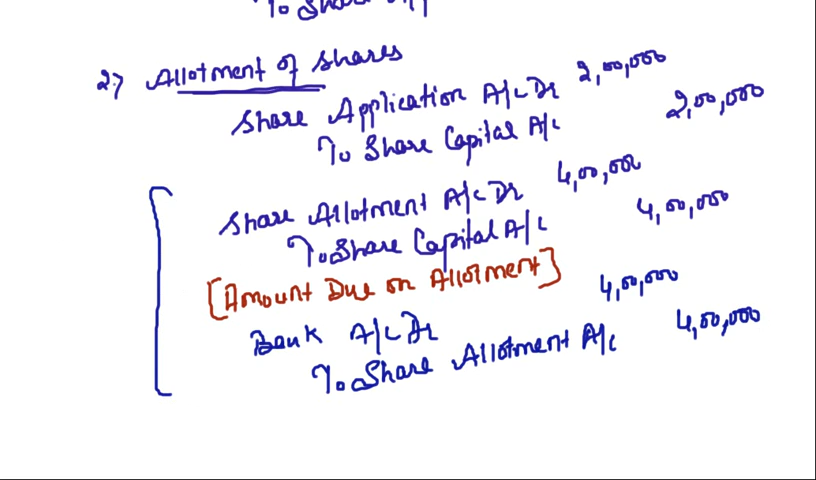 To Share
2.) Allotment of shares
Share Application A/c Dr 2,00,000
To Share Capital A/c 2,00,000
Share Allotment A/c Dr 4,00,000
To Share Capital A/c 4,00,000
[Amount Due on Allotment]
Bank A/c Dr 4,00,000
To Share Allotment A/c 4,00,000